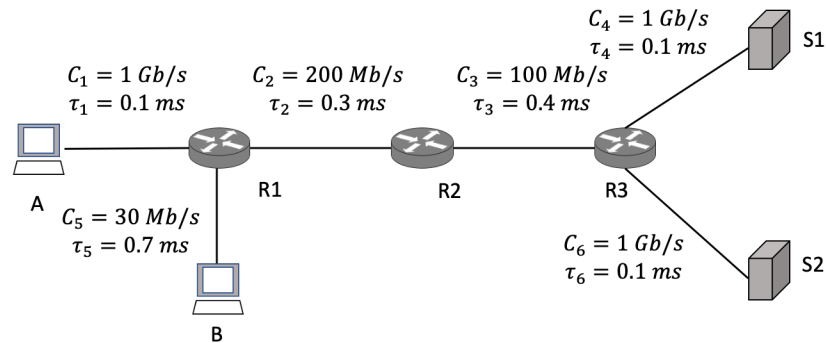 C₄ = 1 Gb/s
τ₄ = 0.1 ms
S1
C₁ = 1 Gb/s
τ₁ = 0.1 ms
C₂ = 200 Mb/s
τ₂ = 0.3 ms
C₃ = 100 Mb/s
τ₃ = 0.4 ms
R1
R2
R3
A
C₅ = 30 Mb/s
τ₅ = 0.7 ms
C₆ = 1 Gb/s
τ₆ = 0.1 ms
S2
B